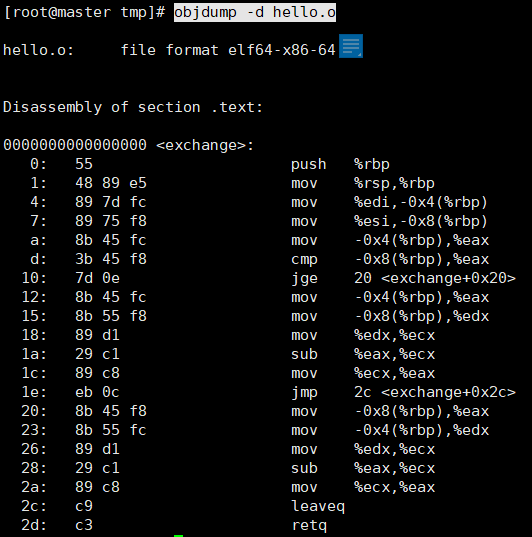 [root@master tmp]# objdump -d hello.o
hello.o:     file format elf64-x86-64
Disassembly of section .text:
0000000000000000 <exchange>:
   0:   55                      push   %rbp
   1:   48 89 e5                mov    %rsp,%rbp
   4:   89 7d fc                mov    %edi,-0x4(%rbp)
   7:   89 75 f8                mov    %esi,-0x8(%rbp)
   a:   8b 45 fc                mov    -0x4(%rbp),%eax
   d:   3b 45 f8                cmp    -0x8(%rbp),%eax
  10:   7d 0e                   jge    20 <exchange+0x20>
  12:   8b 45 fc                mov    -0x4(%rbp),%eax
  15:   8b 55 f8                mov    -0x8(%rbp),%edx
  18:   89 d1                   mov    %edx,%ecx
  1a:   29 c1                   sub    %eax,%ecx
  1c:   89 c8                   mov    %ecx,%eax
  1e:   eb 0c                   jmp    2c <exchange+0x2c>
  20:   8b 45 f8                mov    -0x8(%rbp),%eax
  23:   8b 55 fc                mov    -0x4(%rbp),%edx
  26:   89 d1                   mov    %edx,%ecx
  28:   29 c1                   sub    %eax,%ecx
  2a:   89 c8                   mov    %ecx,%eax
  2c:   c9                      leaveq
  2d:   c3                      retq